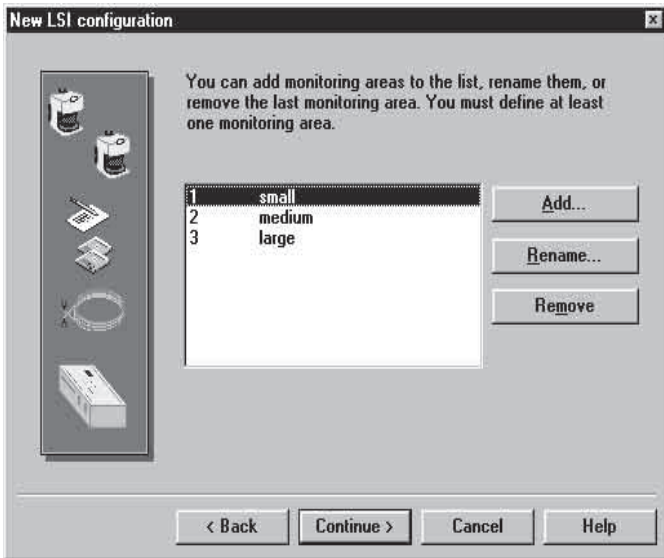 New LSI configuration
You can add monitoring areas to the list, rename them, or
remove the last monitoring area. You must define at least
one monitoring area.
1 small
2 medium
3 large
Add...
Rename...
Remove
< Back
Continue >
Cancel
Help